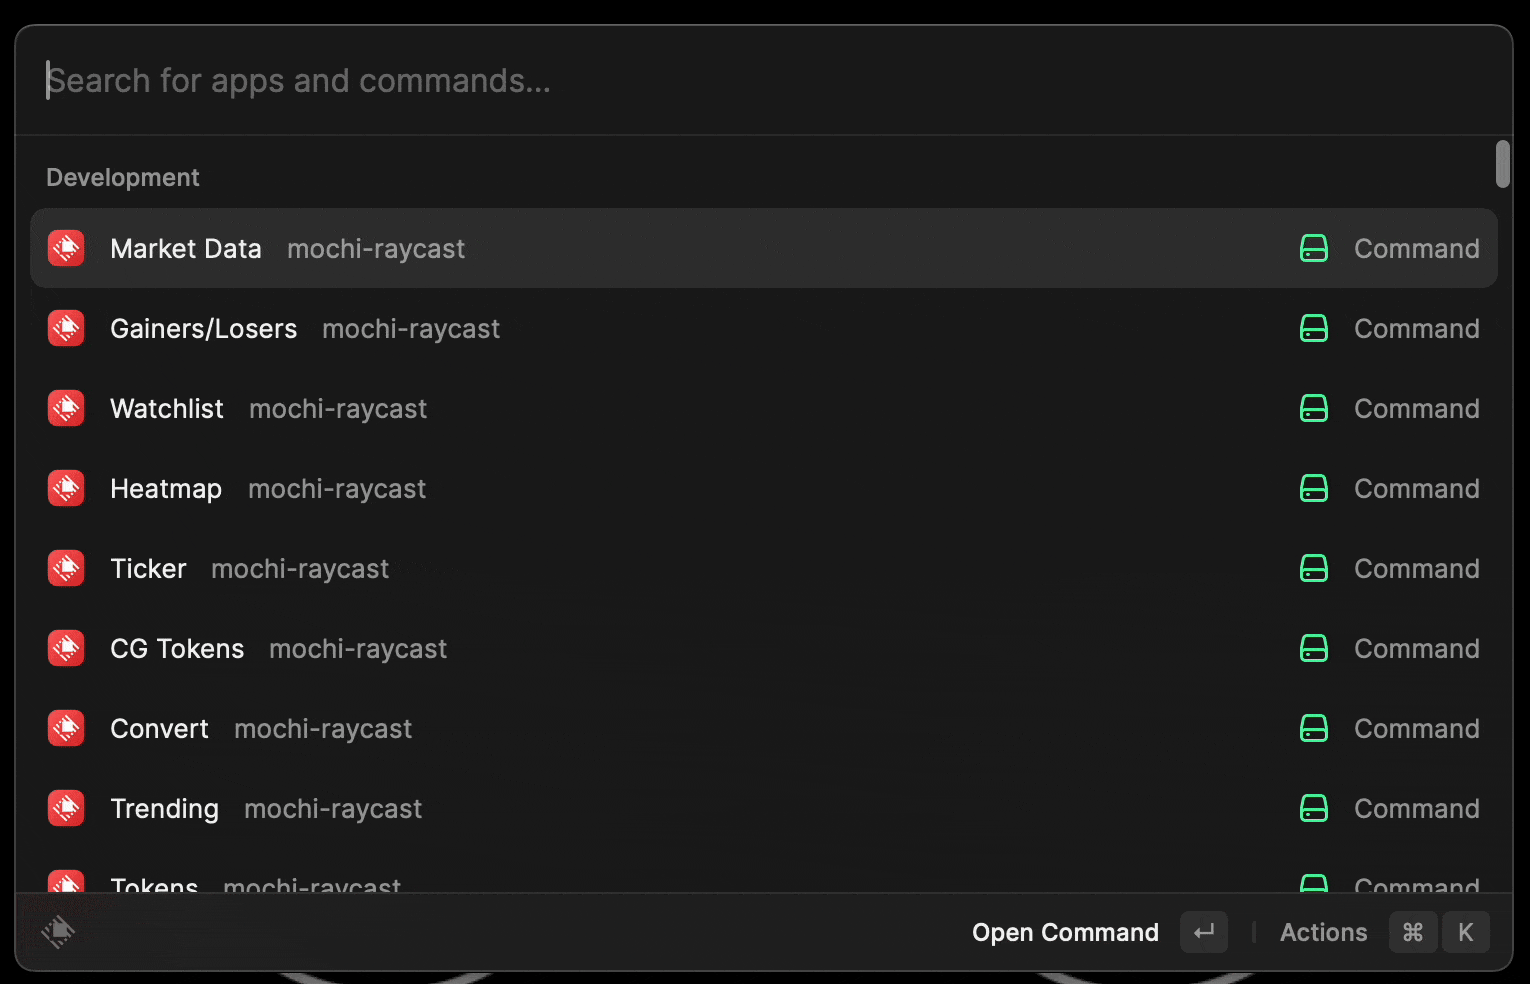 Search for apps and commands...
Development
Market Data mochi-raycast Command
Gainers/Losers mochi-raycast Command
Watchlist mochi-raycast Command
Heatmap mochi-raycast Command
Ticker mochi-raycast Command
CG Tokens mochi-raycast Command
Convert mochi-raycast Command
Trending mochi-raycast Command
Tokens mochi-raycast Command
Open Command ↵ Actions ⌘ K